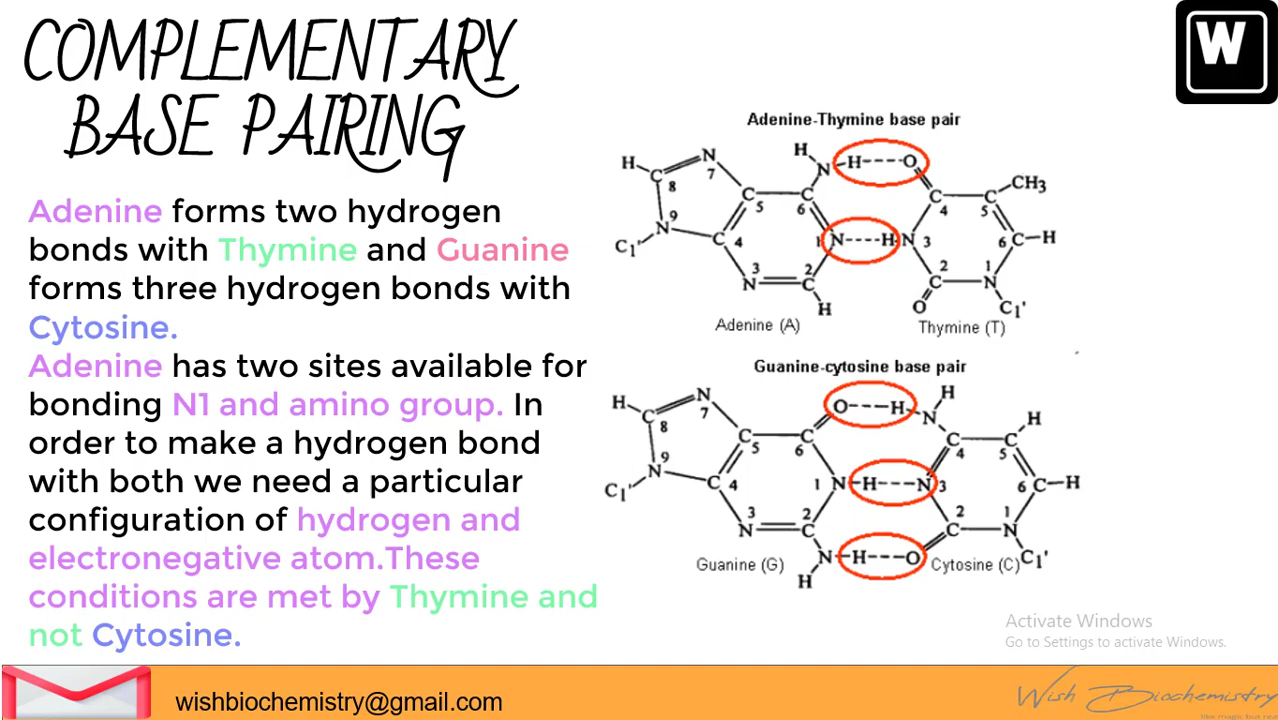 COMPLEMENTARY
BASE PAIRING
W
Adenine forms two hydrogen
bonds with Thymine and Guanine
forms three hydrogen bonds with
Cytosine.
Adenine has two sites available for
bonding N1 and amino group. In
order to make a hydrogen bond
with both we need a particular
configuration of hydrogen and
electronegative atom.These
conditions are met by Thymine and
not Cytosine.
Adenine-Thymine base pair
H H----O
H N N CH3
8 7 C C
C 5 6 4 5
N 9 C 4 1 N----H N 3 6 C H
C1' 3 2 2 1
N C C N
H O C1'
Adenine (A) Thymine (T)
Guanine-cytosine base pair
H N O---H N H H
C 8 7 C 5 C 6 C 4 C 5
N 9 C 4 1 N H---N 3 6 C H
C1' 3 2 2 1
N C C N
N H---O C1'
H
Guanine (G) Cytosine (C)
Activate Windows
Go to Settings to activate Windows.
wishbiochemistry@gmail.com
Wish Biochemistry